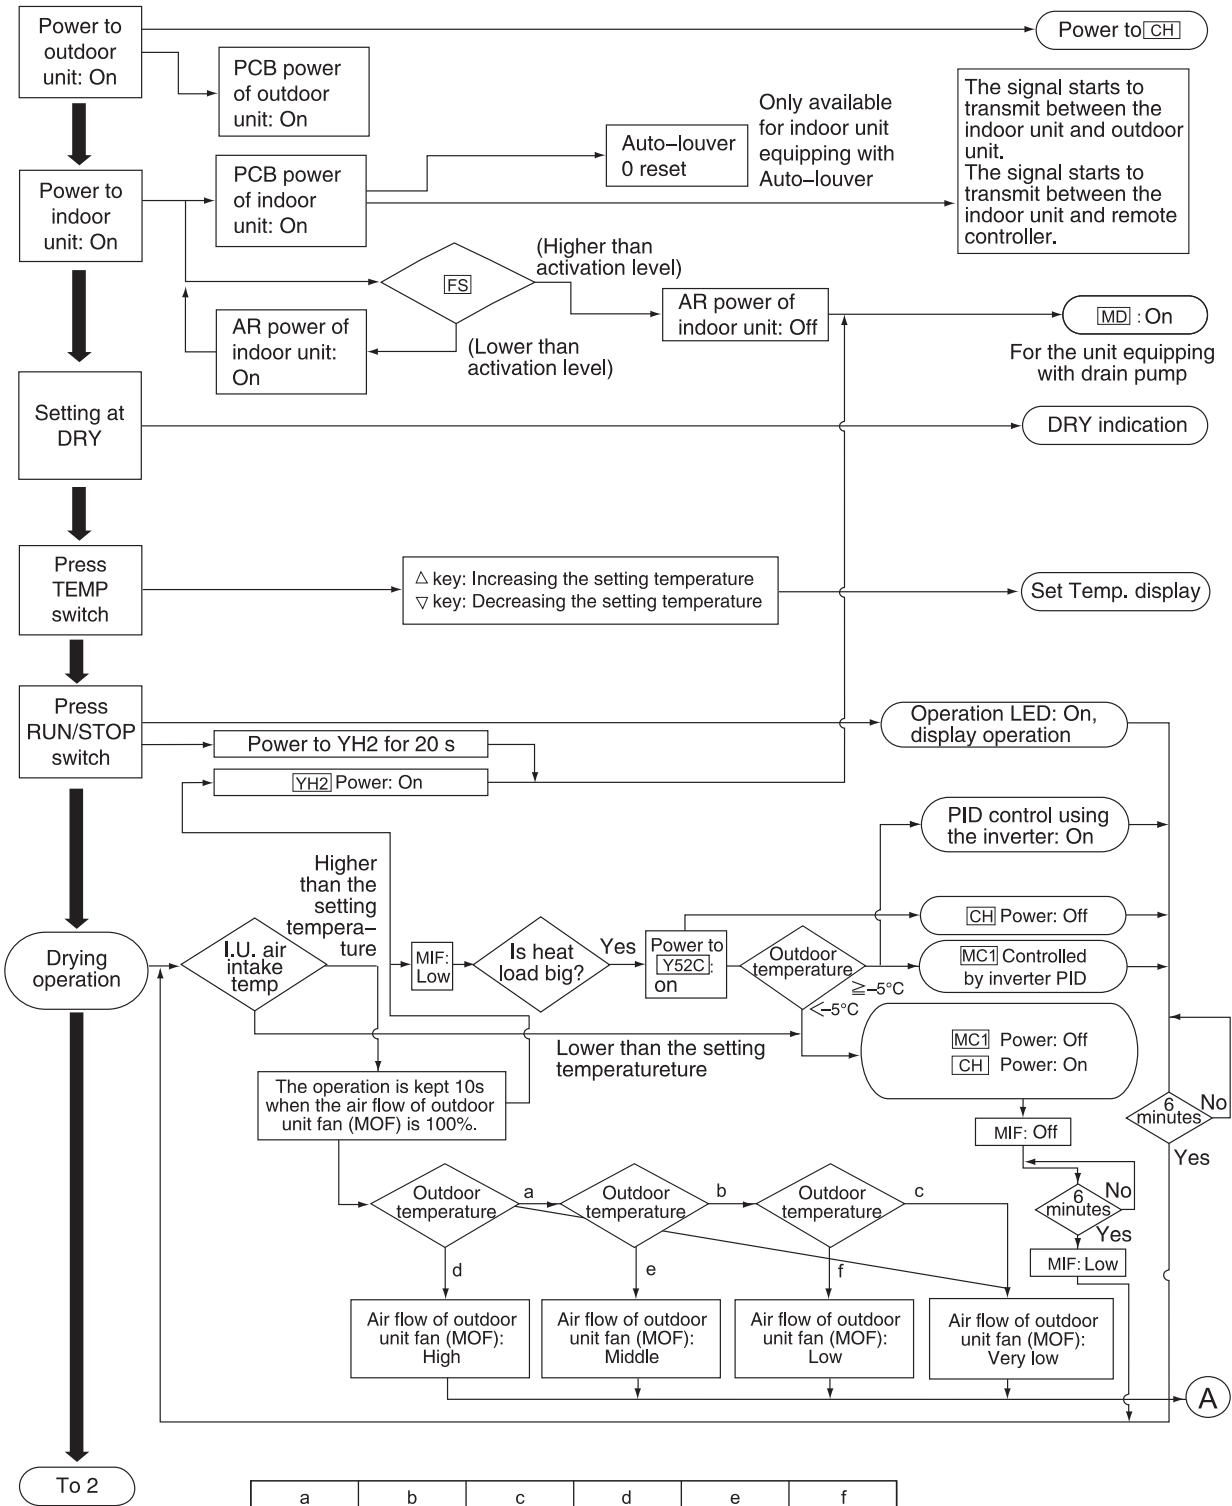 Power to
outdoor
unit: On
Power to CH
PCB power
of outdoor
unit: On
Only available
for indoor unit
equipping with
Auto–louver
The signal starts to
transmit between the
indoor unit and outdoor
unit.
The signal starts to
transmit between the
indoor unit and remote
controller.
Auto–louver
0 reset
Power to
indoor
unit: On
PCB power
of indoor
unit: On
FS
(Higher than
activation level)
(Lower than
activation level)
AR power of
indoor unit:
On
AR power of
indoor unit: Off
MD : On
For the unit equipping
with drain pump
Setting at
DRY
DRY indication
Press
TEMP
switch
△ key: Increasing the setting temperature
▽ key: Decreasing the setting temperature
Set Temp. display
Press
RUN/STOP
switch
Operation LED: On,
display operation
Power to YH2 for 20 s
YH2 Power: On
PID control using
the inverter: On
Higher
than the
setting
tempera-
ture
Drying
operation
I.U. air
intake
temp
MIF:
Low
Is heat
load big?
Yes
Power to
Y52C :
on
Outdoor
temperature
≧–5°C
<–5°C
CH Power: Off
MC1 Controlled
by inverter PID
Lower than the setting
temperatureture
MC1 Power: Off
CH Power: On
The operation is kept 10s
when the air flow of outdoor
unit fan (MOF) is 100%.
MIF: Off
6
minutes
No
Yes
6
minutes
No
Yes
MIF: Low
Outdoor
temperature
a
Outdoor
temperature
b
Outdoor
temperature
c
d
e
f
Air flow of outdoor
unit fan (MOF):
High
Air flow of outdoor
unit fan (MOF):
Middle
Air flow of outdoor
unit fan (MOF):
Low
Air flow of outdoor
unit fan (MOF):
Very low
A
To 2
a b c d e f